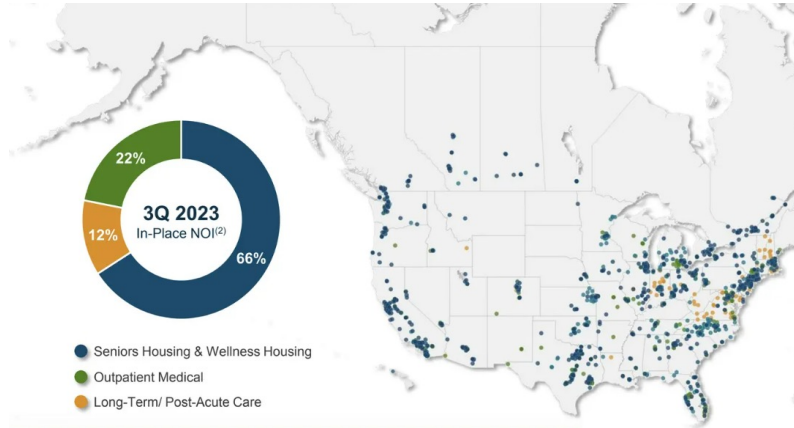 22%
12%
66%
3Q 2023
In-Place NOI(2)
Seniors Housing & Wellness Housing
Outpatient Medical
Long-Term/ Post-Acute Care